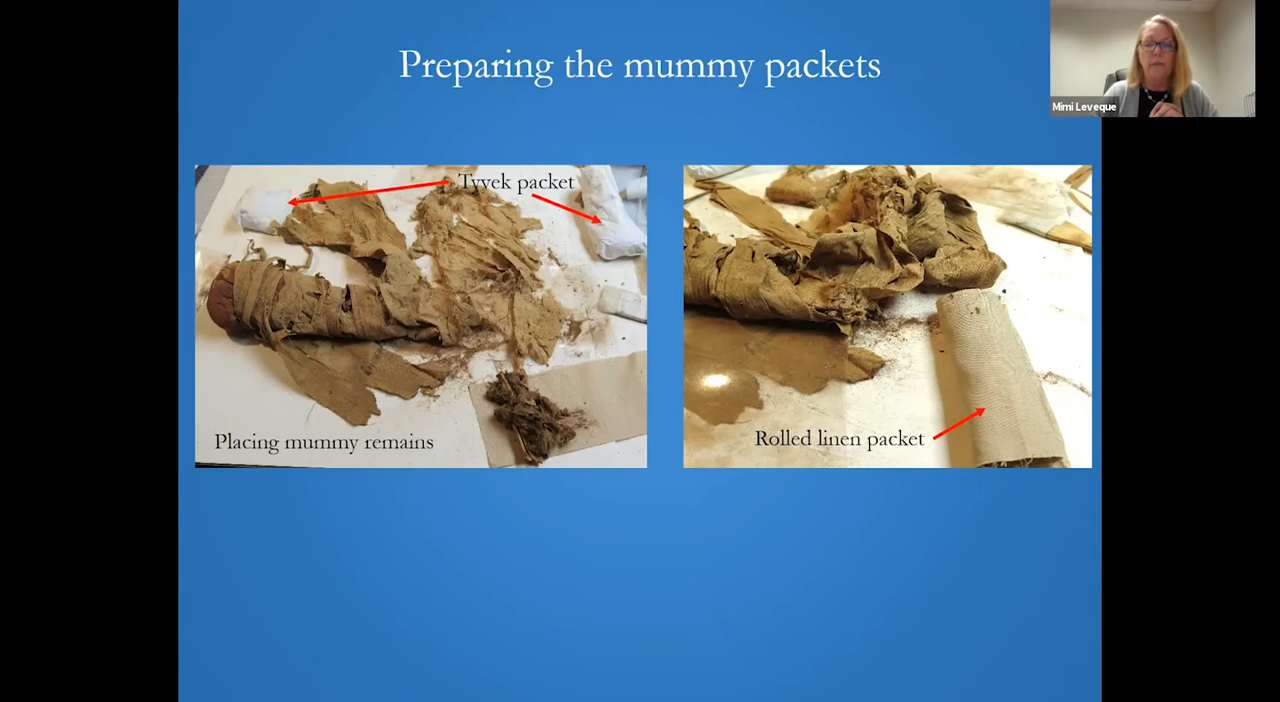 Preparing the mummy packets
Mimi Leveque
Tyvek packet
Placing mummy remains
Rolled linen packet